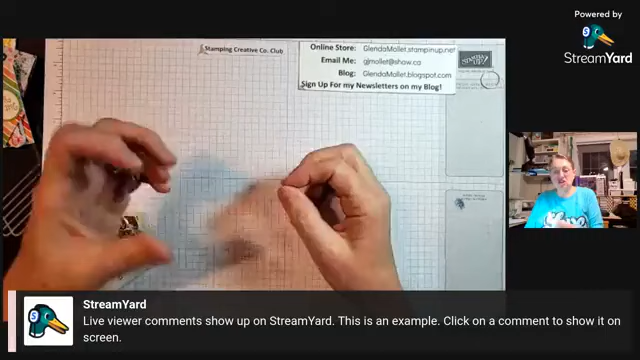 Powered by
StreamYard
Stamping Creative Co. Club
Online Store: GlendaMollet.stampinup.net
Email Me: gjmollet@shaw.ca
Blog: GlendaMollet.blogspot.com
Sign Up For my Newsletters on my Blog!
STAMPIN' UP!
StreamYard
Live viewer comments show up on StreamYard. This is an example. Click on a comment to show it on
screen.